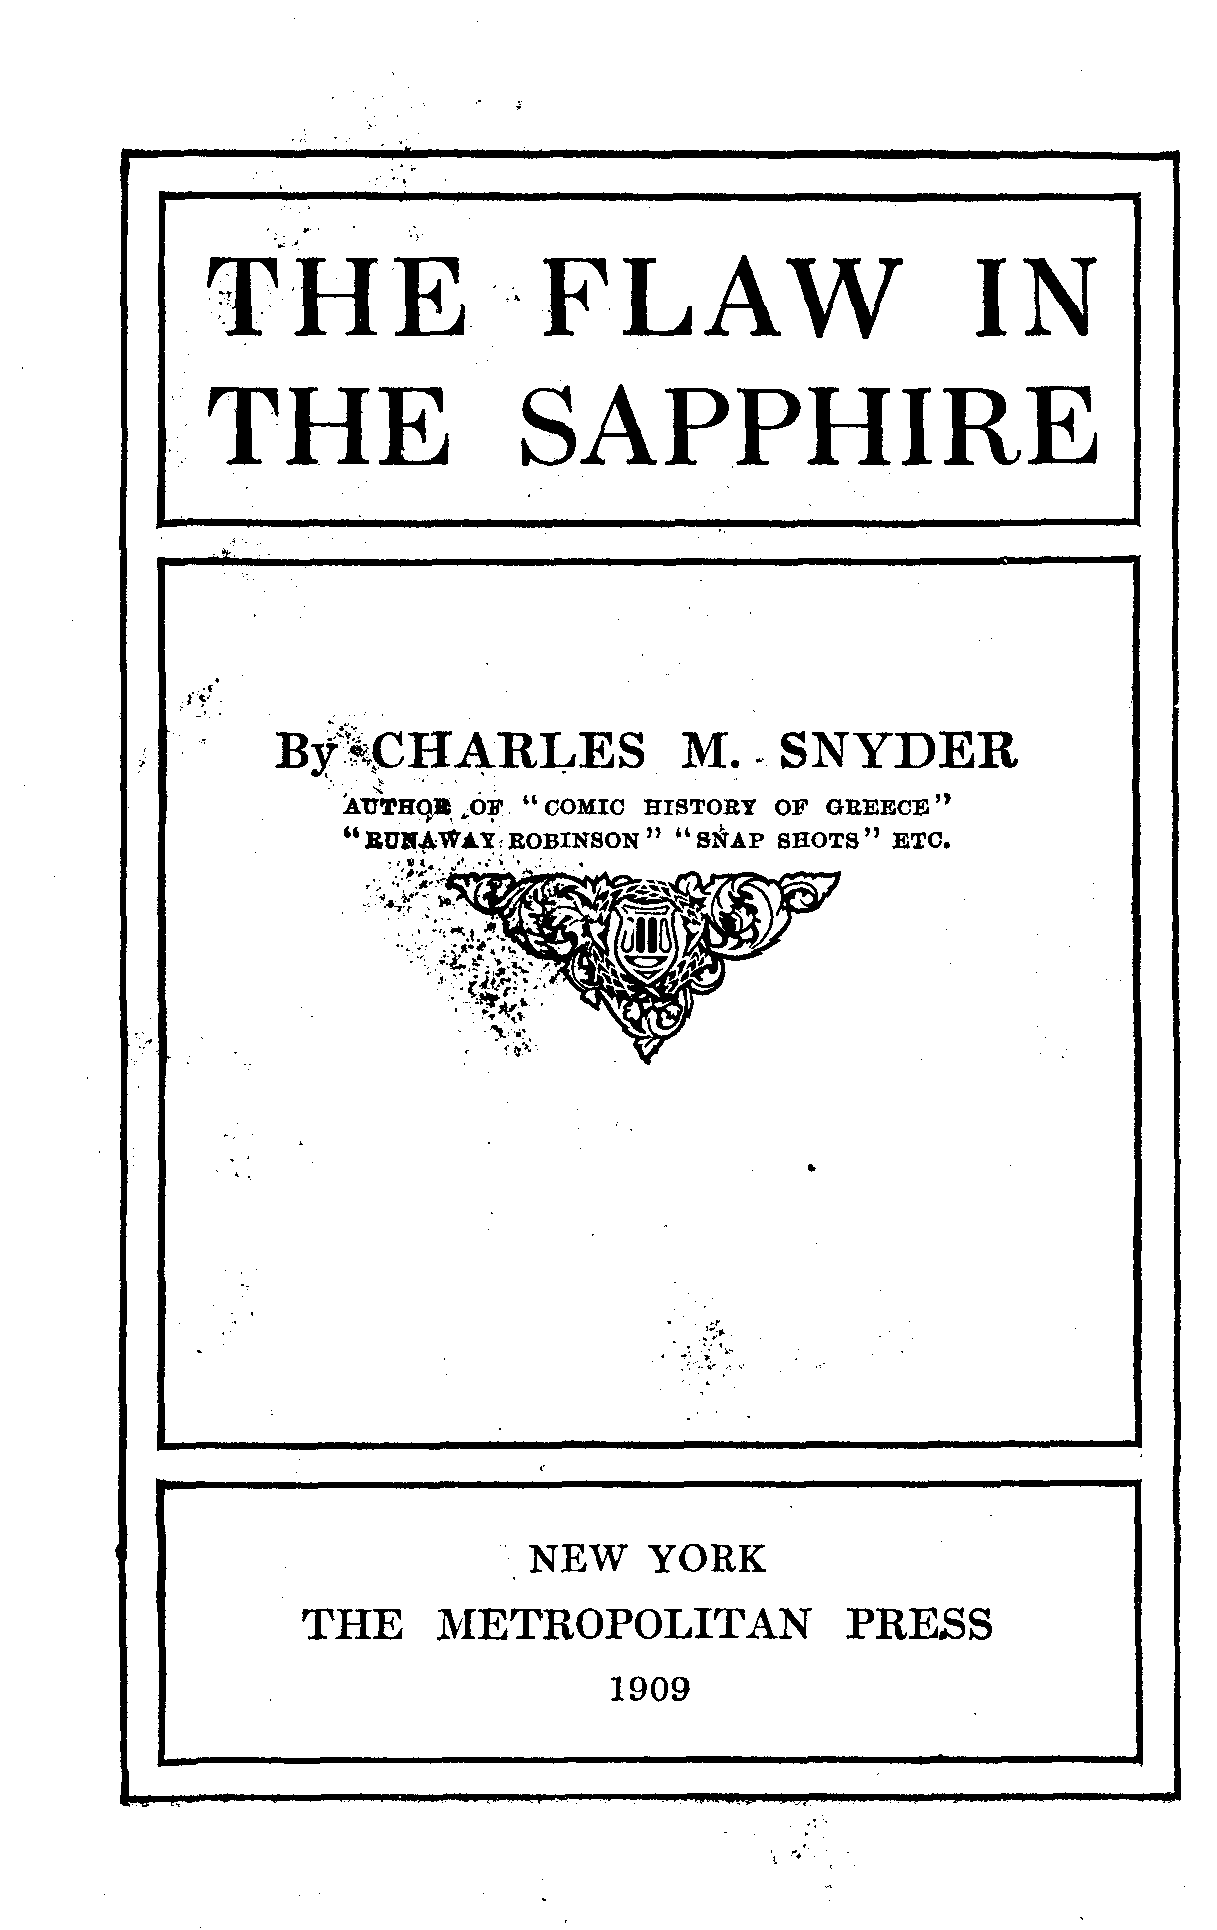 THE FLAW IN
THE SAPPHIRE
By CHARLES M. SNYDER
AUTHOR OF "COMIC HISTORY OF GREECE"
"RUNAWAY ROBINSON" "SNAP SHOTS" ETC.
NEW YORK
THE METROPOLITAN PRESS
1909